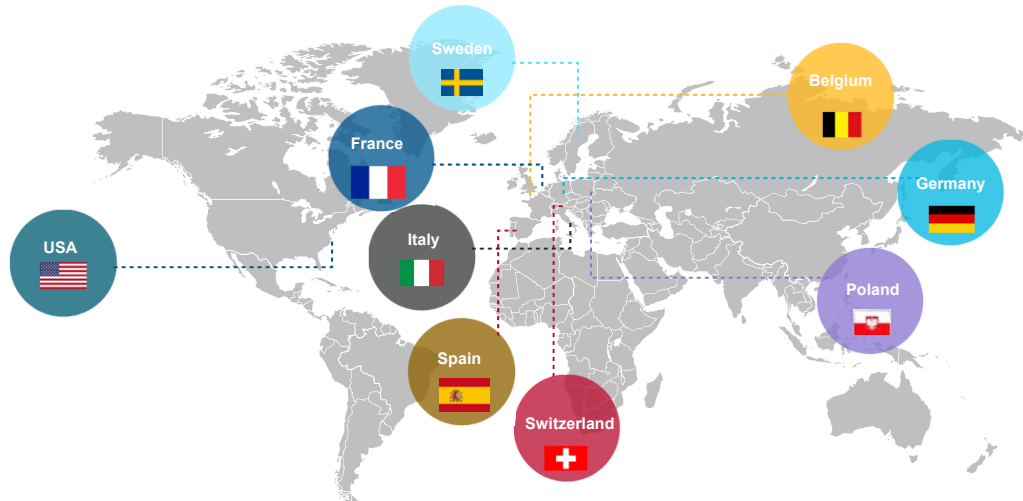 Sweden
Belgium
France
Germany
USA
Italy
Poland
Spain
Switzerland